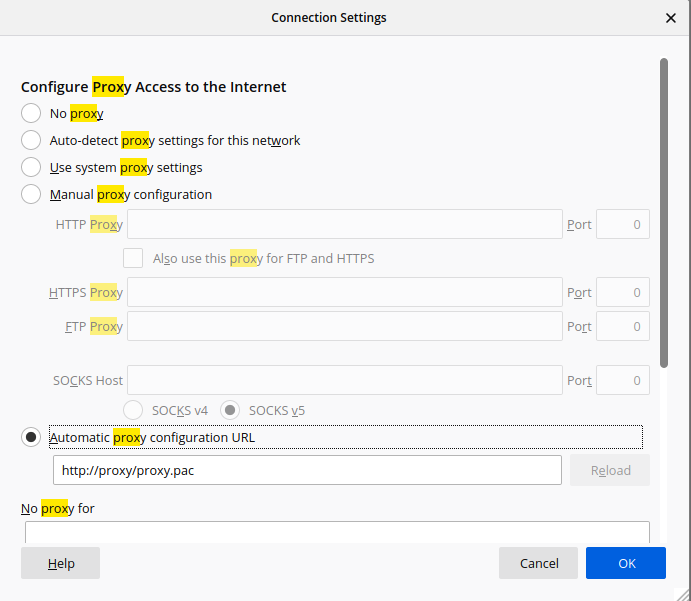 Connection Settings
Configure Proxy Access to the Internet
No proxy
Auto-detect proxy settings for this network
Use system proxy settings
Manual proxy configuration
HTTP Proxy Port 0
Also use this proxy for FTP and HTTPS
HTTPS Proxy Port 0
FTP Proxy Port 0
SOCKS Host Port 0
SOCKS v4 SOCKS v5
Automatic proxy configuration URL
http://proxy/proxy.pac Reload
No proxy for
Help Cancel OK